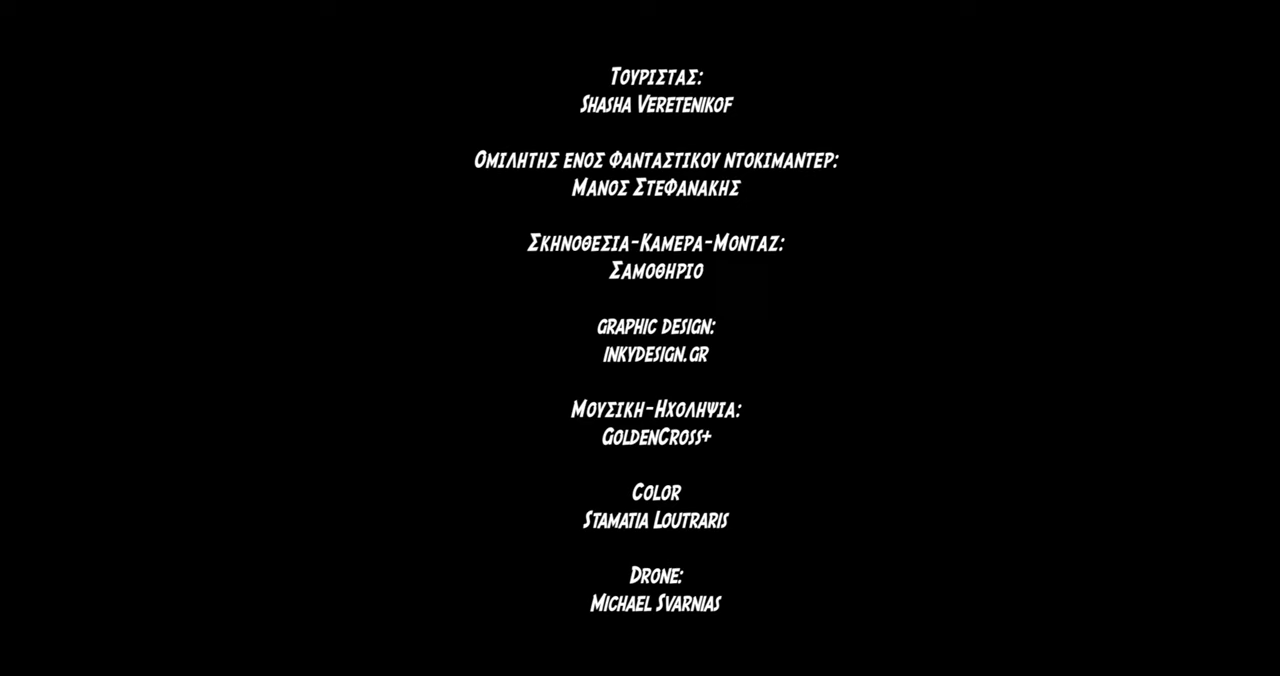 Τουριστας:
Shasha Veretenikof
Ομιλητης ενος Φανταστικου ντοκιμαντερ:
Μανος Στεφανακης
Σκηνοθεσια-Καμερα-Μονταζ:
Σαμοθηριο
graphic design:
inkydesign.gr
Μουσικη-Ηχοληψια:
GoldenCross+
Color
Stamatia Loutraris
Drone:
Michael Svarnias